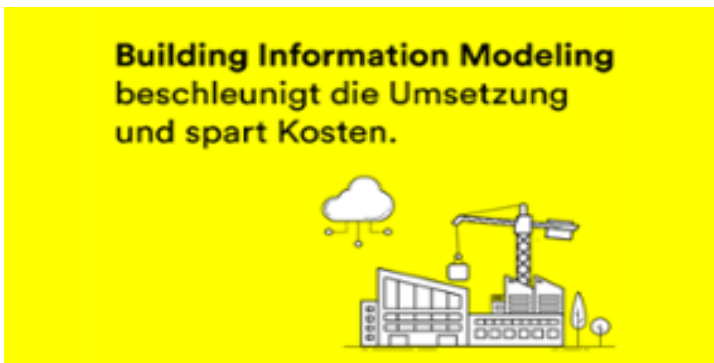 Building Information Modeling
beschleunigt die Umsetzung
und spart Kosten.